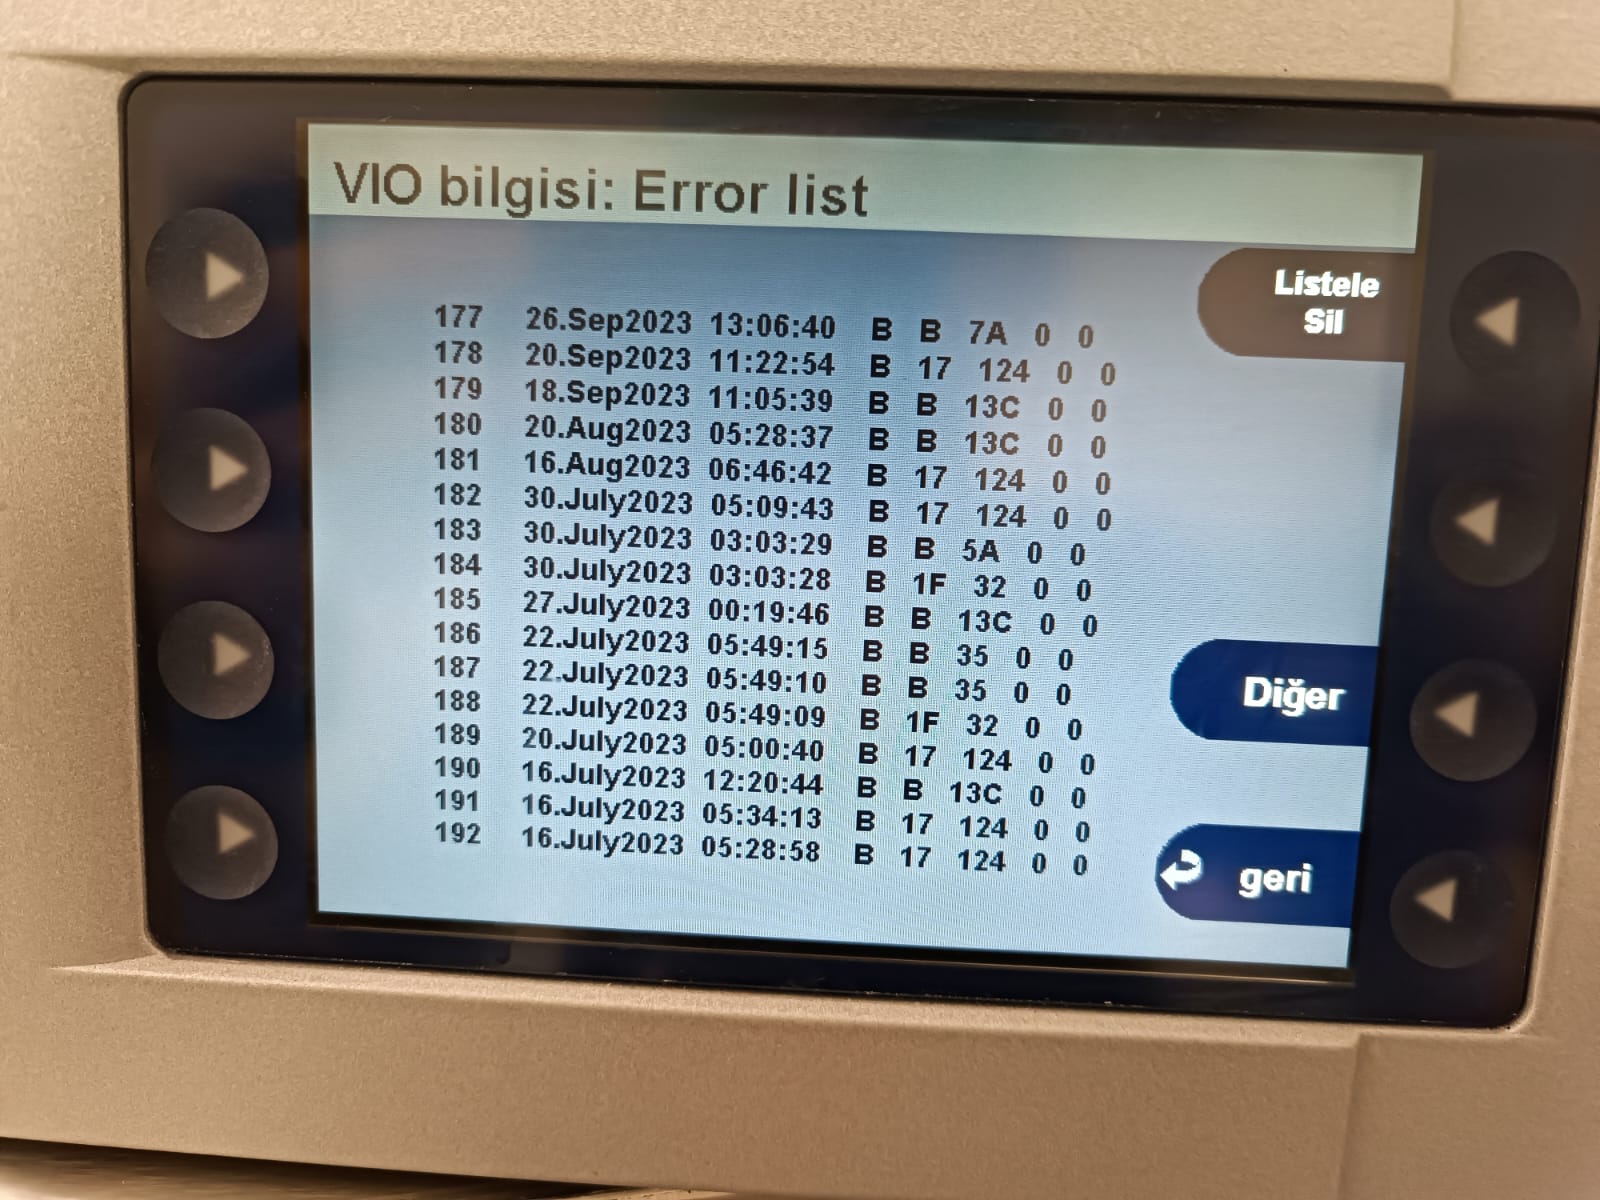 VIO bilgisi: Error list
177 26.Sep2023 13:06:40 B B 7A 0 0
178 20.Sep2023 11:22:54 B 17 124 0 0
179 18.Sep2023 11:05:39 B B 13C 0 0
180 20.Aug2023 05:28:37 B B 13C 0 0
181 16.Aug2023 06:46:42 B 17 124 0 0
182 30.July2023 05:09:43 B 17 124 0 0
183 30.July2023 03:03:29 B B 5A 0 0
184 30.July2023 03:03:28 B 1F 32 0 0
185 27.July2023 00:19:46 B B 13C 0 0
186 22.July2023 05:49:15 B B 35 0 0
187 22.July2023 05:49:10 B B 35 0 0
188 22.July2023 05:49:09 B 1F 32 0 0
189 20.July2023 05:00:40 B 17 124 0 0
190 16.July2023 12:20:44 B B 13C 0 0
191 16.July2023 05:34:13 B 17 124 0 0
192 16.July2023 05:28:58 B 17 124 0 0
Listele
Sil
Diğer
geri